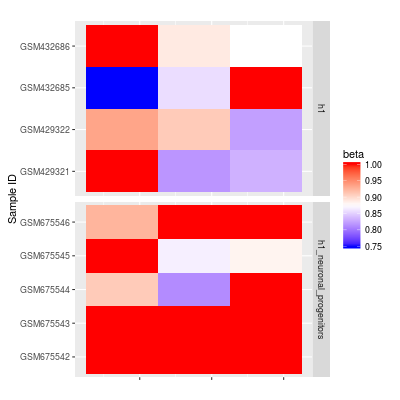 Sample ID
GSM432686
GSM432685
GSM429322
GSM429321
h1
GSM675546
GSM675545
GSM675544
GSM675543
GSM675542
h1_neuronal_progenitors
beta
1.00
0.95
0.90
0.85
0.80
0.75